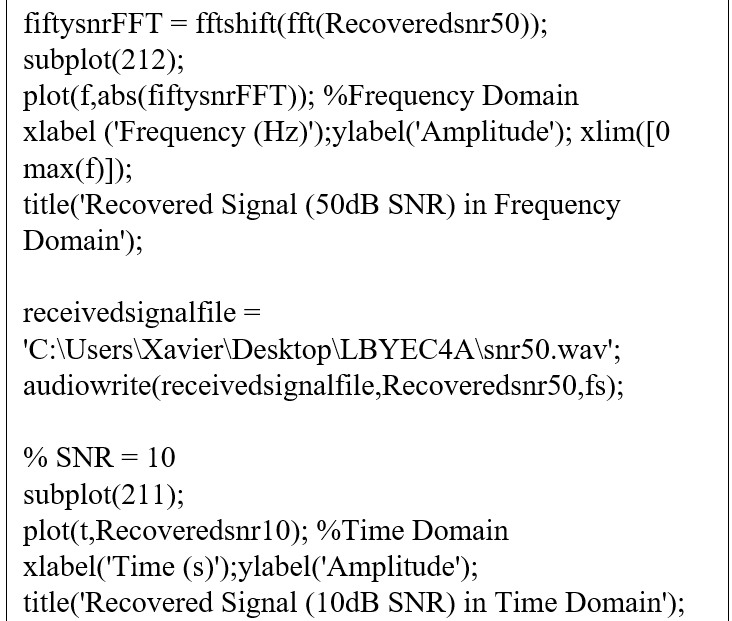 fiftysnrFFT = fftshift(fft(Recoveredsnr50));
subplot(212);
plot(f,abs(fiftysnrFFT)); %Frequency Domain
xlabel ('Frequency (Hz)');ylabel('Amplitude'); xlim([0
max(f)]);
title('Recovered Signal (50dB SNR) in Frequency
Domain');

receivedsignalfile =
'C:\Users\Xavier\Desktop\LBYEC4A\snr50.wav';
audiowrite(receivedsignalfile,Recoveredsnr50,fs);

% SNR = 10
subplot(211);
plot(t,Recoveredsnr10); %Time Domain
xlabel('Time (s)');ylabel('Amplitude');
title('Recovered Signal (10dB SNR) in Time Domain');